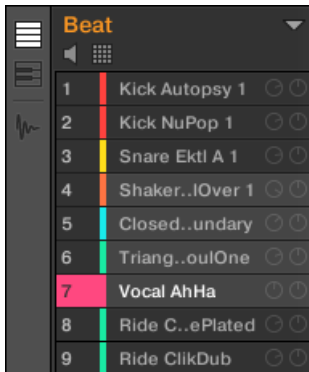 Beat
1 Kick Autopsy 1
2 Kick NuPop 1
3 Snare Ektl A 1
4 Shaker..lOver 1
5 Closed..undary
6 Triang..oulOne
7 Vocal AhHa
8 Ride C..ePlated
9 Ride ClikDub